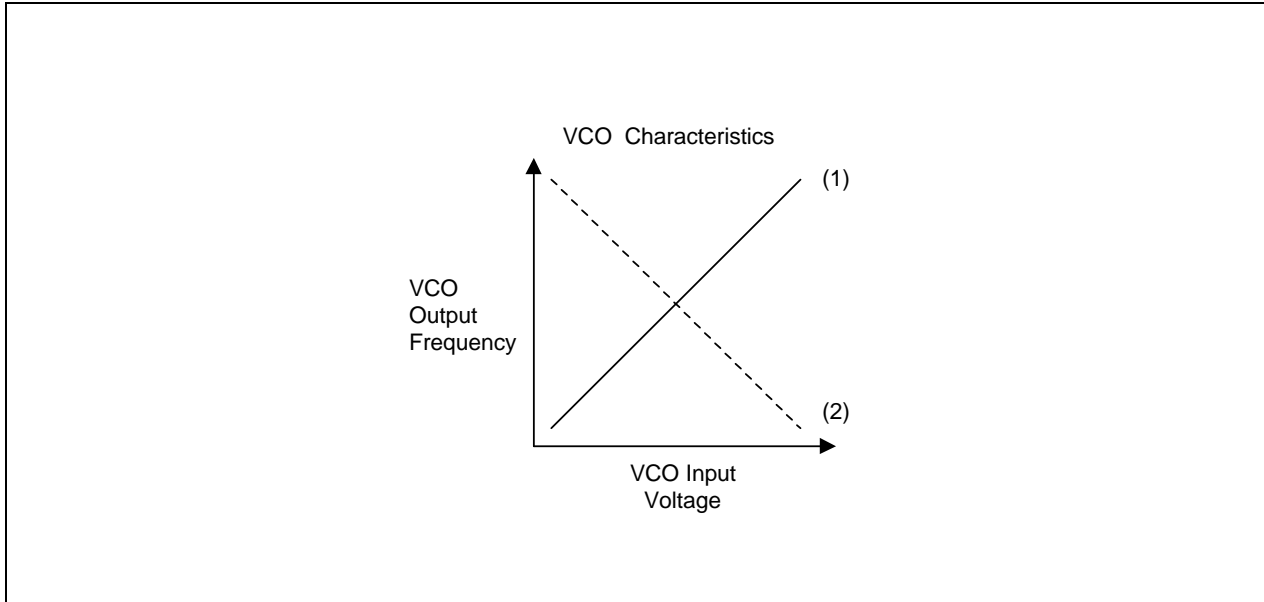 VCO Characteristics
(1)
VCO
Output
Frequency
(2)
VCO Input
Voltage